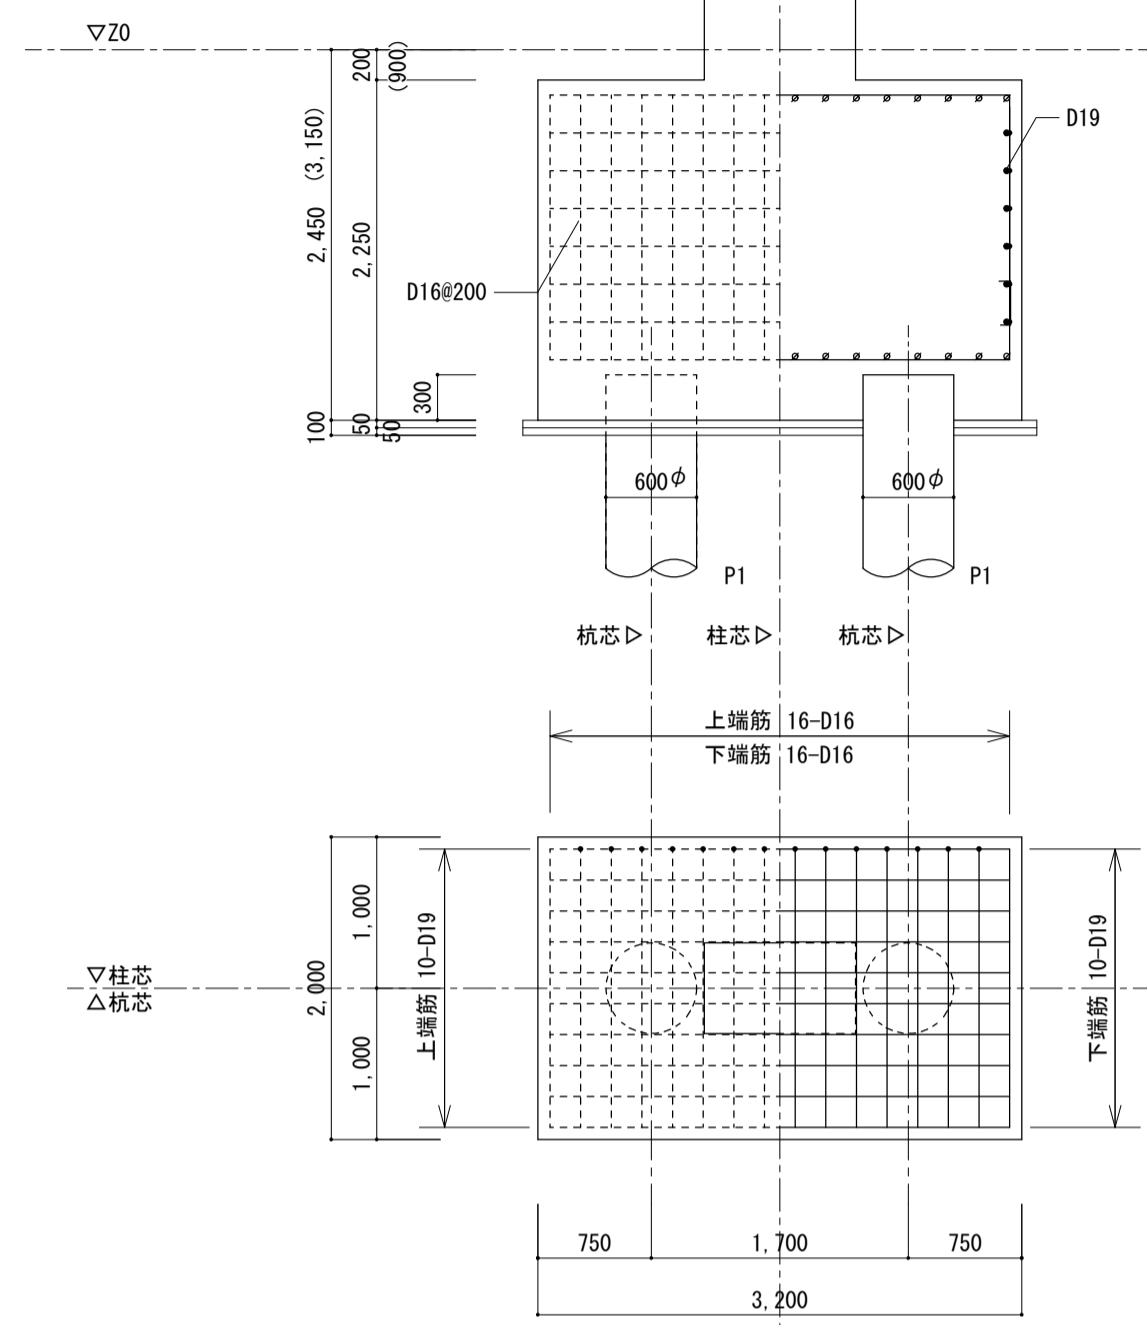 ▽Z0
200
(900)
D19
2,450 (3,150)
2,250
D16@200
300
100
50
50
600φ
600φ
P1
P1
杭芯▷
柱芯▷
杭芯▷
上端筋 16-D16
下端筋 16-D16
1,000
2,000
1,000
上端筋 10-D19
下端筋 10-D19
▽柱芯
△杭芯
750
1,700
750
3,200